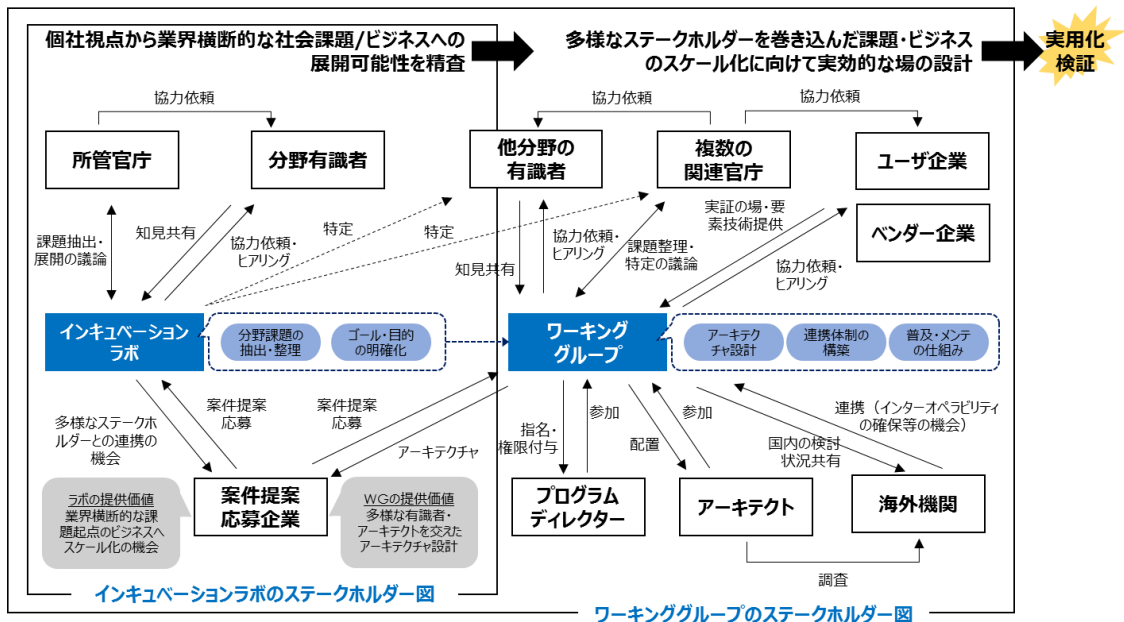 個社視点から業界横断的な社会課題/ビジネスへの
展開可能性を精査
多様なステークホルダーを巻き込んだ課題・ビジネス
のスケール化に向けて実効的な場の設計
実用化
検証
協力依頼
協力依頼
協力依頼
所管官庁
分野有識者
他分野の
有識者
複数の
関連官庁
ユーザ企業
ベンダー企業
課題抽出・
展開の議論
知見共有
協力依頼・
ヒアリング
特定
特定
知見共有
協力依頼・
ヒアリング
課題整理・
特定の議論
実証の場・要
素技術提供
協力依頼・
ヒアリング
インキュベーション
ラボ
分野課題の
抽出・整理
ゴール・目的
の明確化
ワーキング
グループ
アーキテク
チャ設計
連携体制の
構築
普及・メンテ
の仕組み
多様なステークホ
ルダーとの連携の
機会
案件提案
応募
案件提案
応募
アーキテクチャ
指名・
権限付与
参加
配置
参加
連携（インターオペラビリティ
の確保等の機会）
国内の検討
状況共有
ラボの提供価値
業界横断的な課
題起点のビジネスへ
スケール化の機会
案件提案
応募企業
WGの提供価値
多様な有識者・
アーキテクトを交えた
アーキテクチャ設計
プログラム
ディレクター
アーキテクト
海外機関
調査
インキュベーションラボのステークホルダー図
ワーキンググループのステークホルダー図